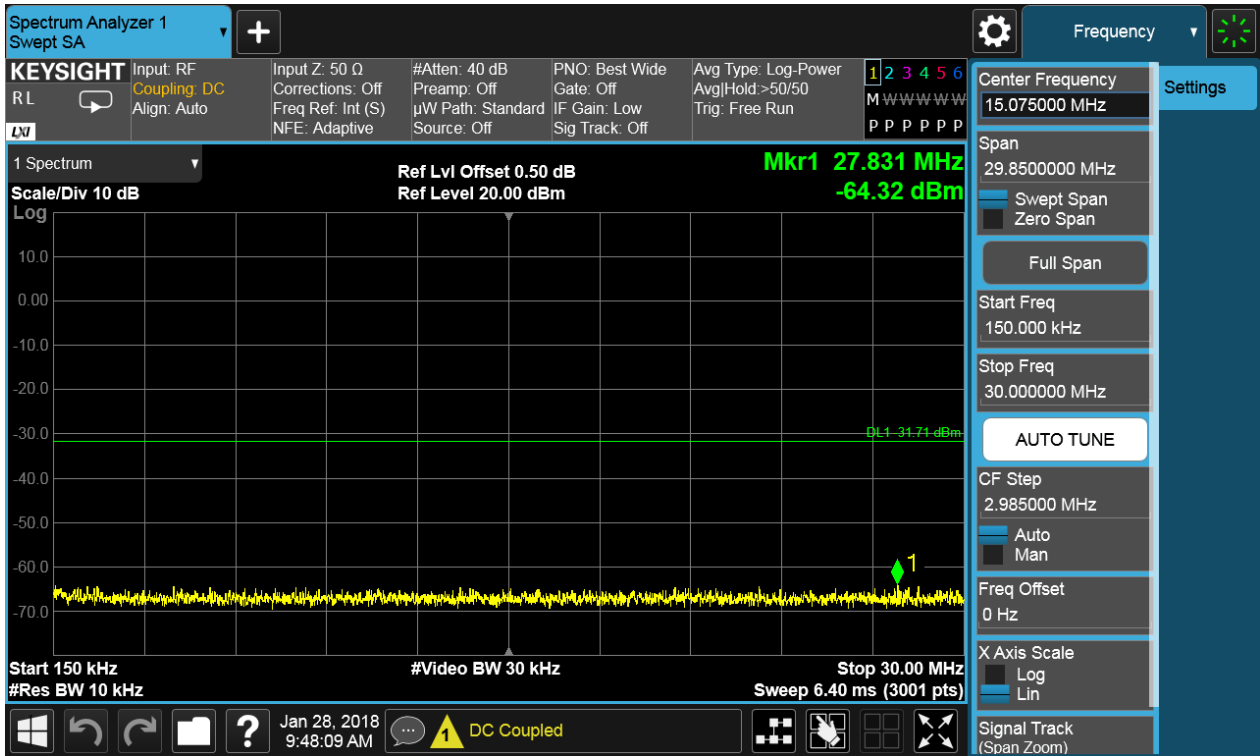 Spectrum Analyzer 1
Swept SA
+
Frequency
KEYSIGHT
RL
LXI
Input: RF
Coupling: DC
Align: Auto
Input Z: 50 Ω
Corrections: Off
Freq Ref: Int (S)
NFE: Adaptive
#Atten: 40 dB
Preamp: Off
µW Path: Standard
Source: Off
PNO: Best Wide
Gate: Off
IF Gain: Low
Sig Track: Off
Avg Type: Log-Power
Avg|Hold:>50/50
Trig: Free Run
1 2 3 4 5 6
M W W W W W
P P P P P P
1 Spectrum
Scale/Div 10 dB
Log
Ref Lvl Offset 0.50 dB
Ref Level 20.00 dBm
Mkr1 27.831 MHz
-64.32 dBm
10.0
0.00
-10.0
-20.0
-30.0
DL1 -31.71 dBm
-40.0
-50.0
-60.0
1
-70.0
Start 150 kHz
#Res BW 10 kHz
#Video BW 30 kHz
Stop 30.00 MHz
Sweep 6.40 ms (3001 pts)
Center Frequency
15.075000 MHz
Span
29.8500000 MHz
Swept Span
Zero Span
Full Span
Start Freq
150.000 kHz
Stop Freq
30.000000 MHz
AUTO TUNE
CF Step
2.985000 MHz
Auto
Man
Freq Offset
0 Hz
X Axis Scale
Log
Lin
Signal Track
(Span Zoom)
Settings
?
Jan 28, 2018
9:48:09 AM
1
DC Coupled